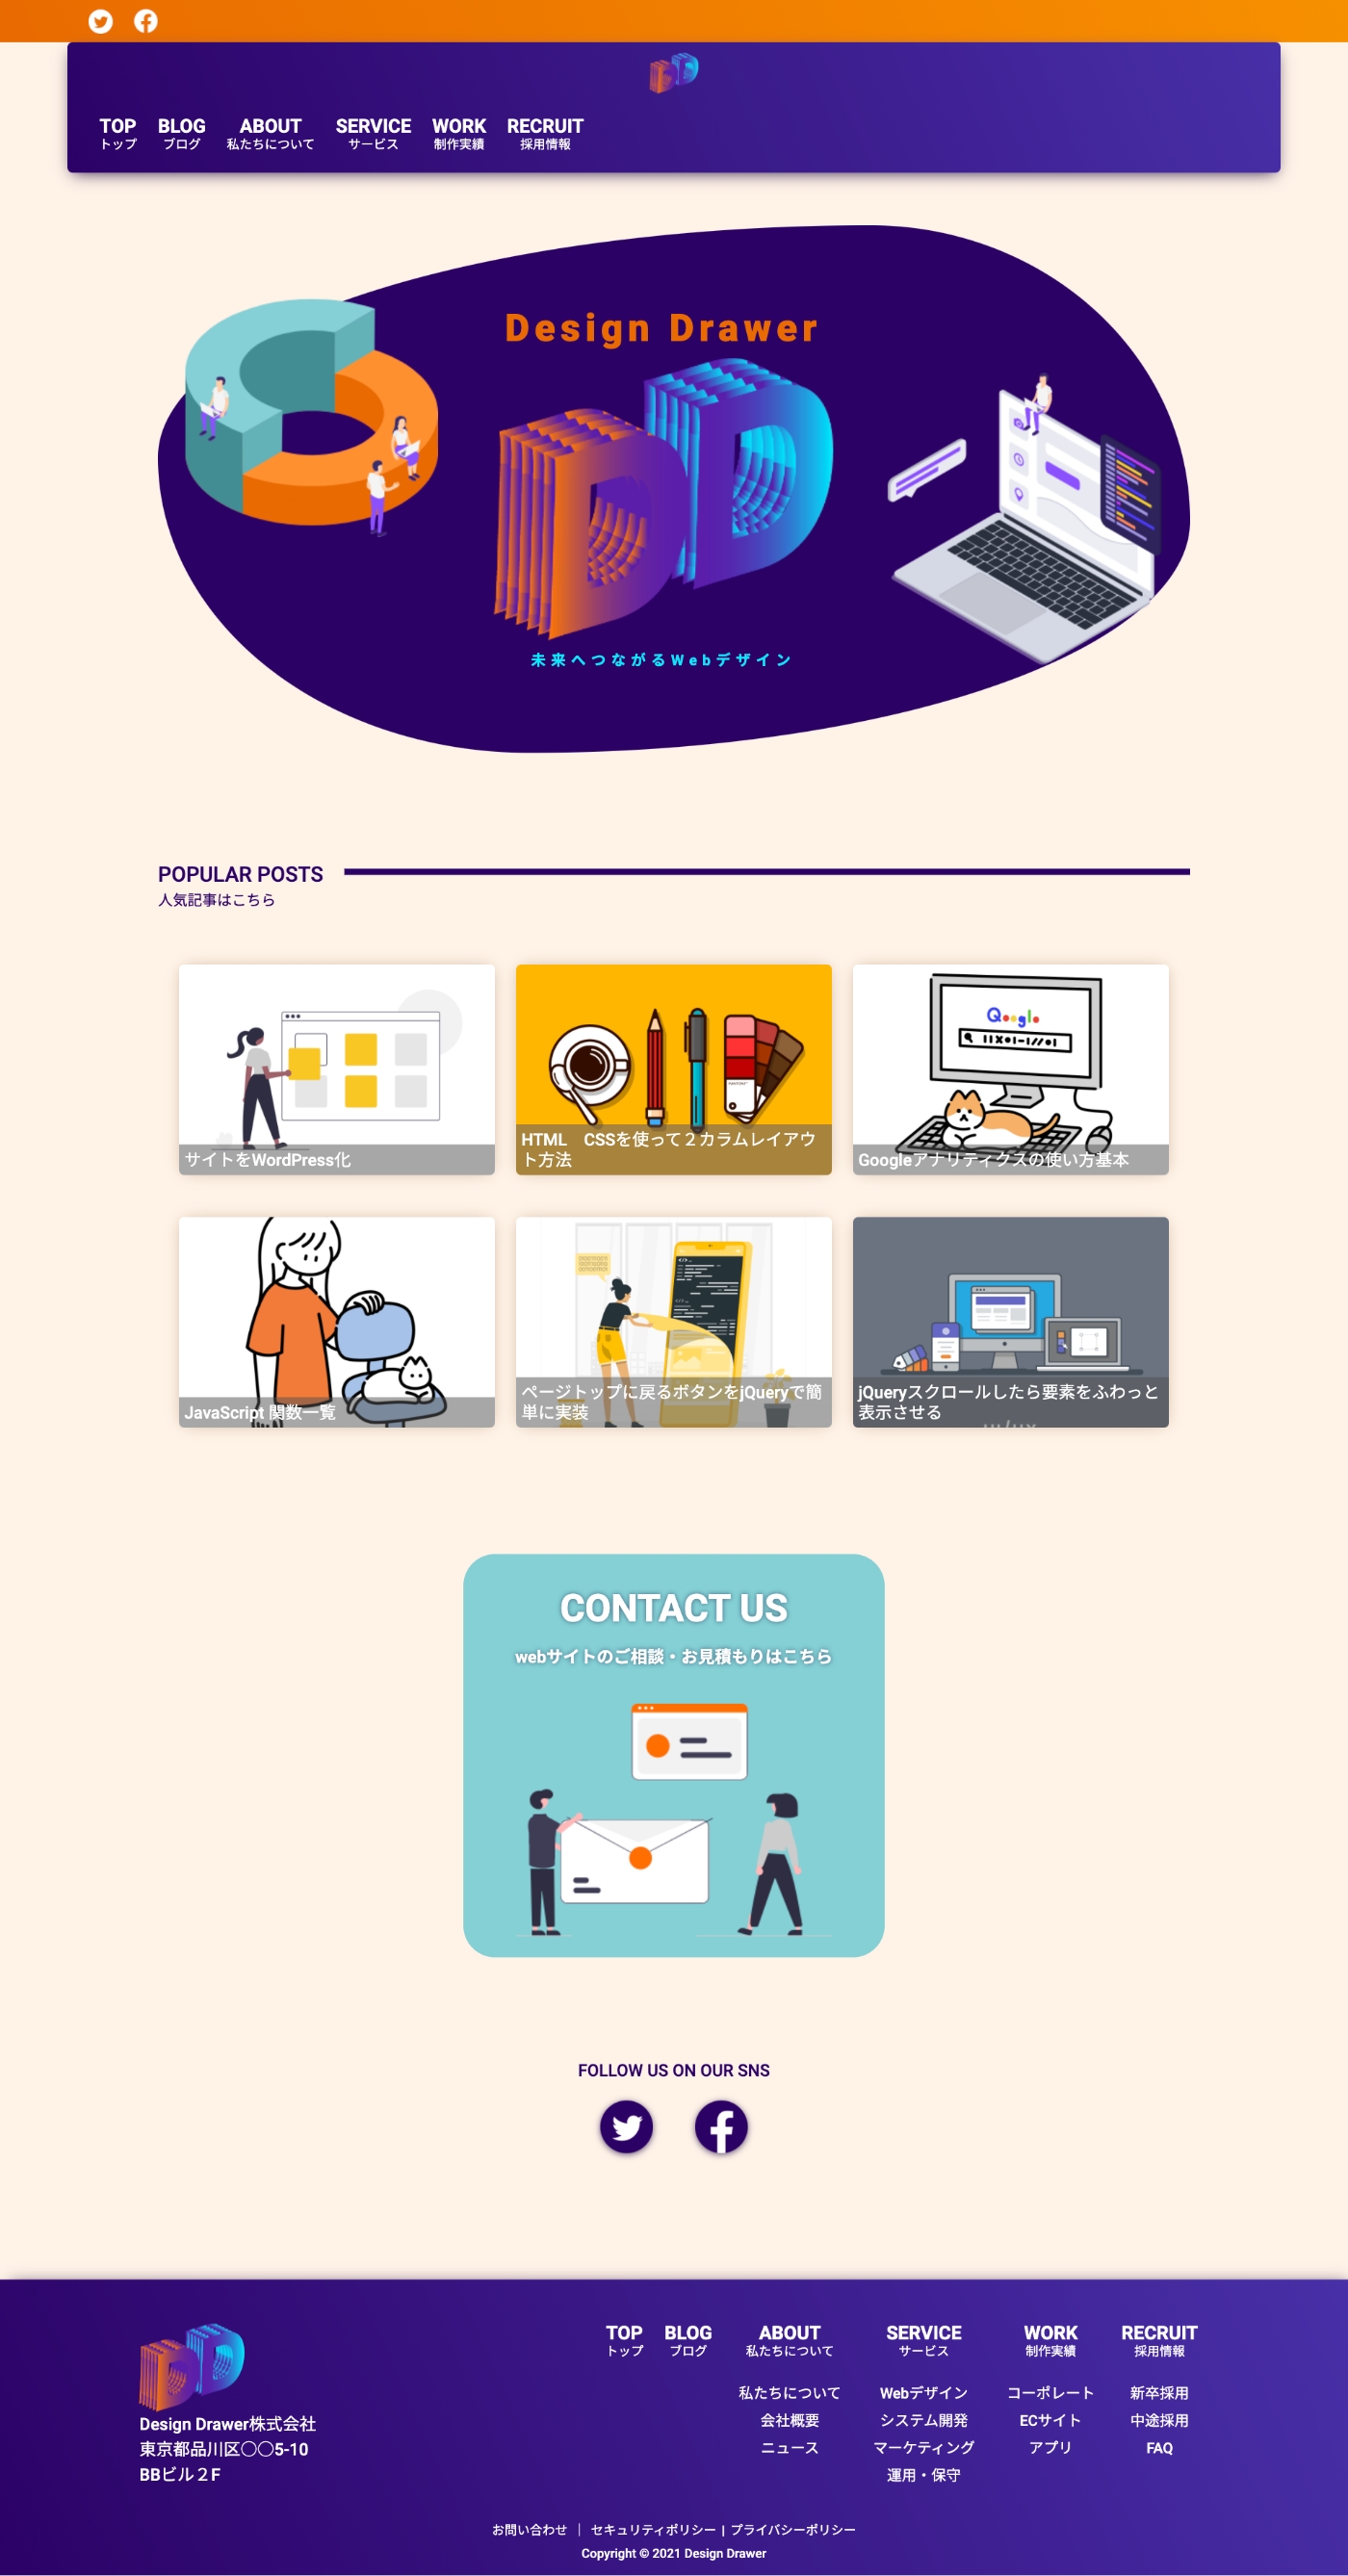 TOP BLOG ABOUT SERVICE WORK RECRUIT
トップ ブログ 私たちについて サービス 制作実績 採用情報
Design Drawer
DD
未来へつながるWebデザイン
POPULAR POSTS
人気記事はこちら
サイトをWordPress化
HTML　CSSを使って２カラムレイアウ
ト方法
Qoogle
Googleアナリティクスの使い方基本
JavaScript 関数一覧
ページトップに戻るボタンをjQueryで簡
単に実装
jQueryスクロールしたら要素をふわっと
表示させる
CONTACT US
webサイトのご相談・お見積もりはこちら
FOLLOW US ON OUR SNS
DD
Design Drawer株式会社
東京都品川区〇〇5-10
BBビル２F
TOP BLOG ABOUT SERVICE WORK RECRUIT
トップ ブログ 私たちについて サービス 制作実績 採用情報
私たちについて Webデザイン コーポレート 新卒採用
会社概要 システム開発 ECサイト 中途採用
ニュース マーケティング アプリ FAQ
運用・保守
お問い合わせ ｜ セキュリティポリシー | プライバシーポリシー
Copyright © 2021 Design Drawer